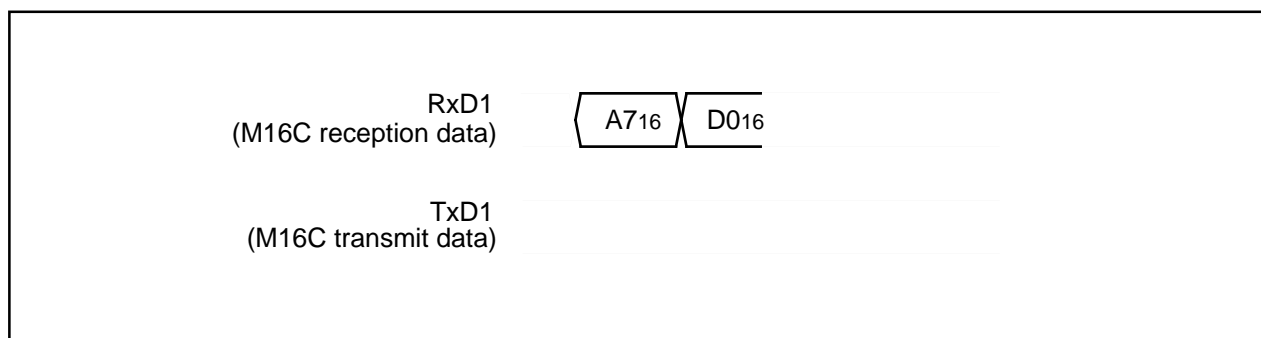 RxD1
(M16C reception data)
A716
D016
TxD1
(M16C transmit data)